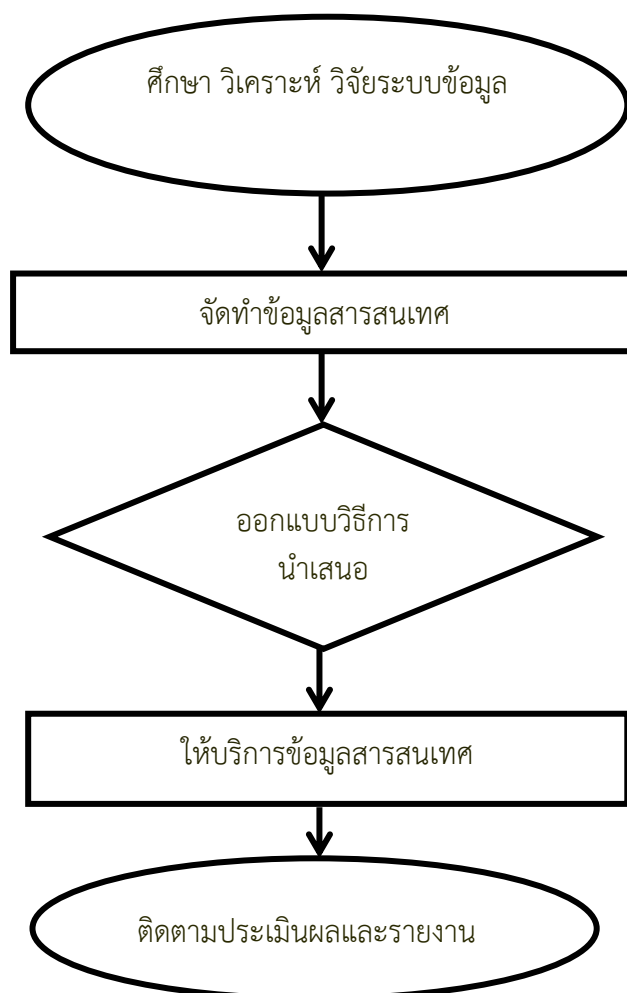 ศึกษา วิเคราะห์ วิจัยระบบข้อมูล
จัดทำข้อมูลสารสนเทศ
ออกแบบวิธีการ
นำเสนอ
ให้บริการข้อมูลสารสนเทศ
ติดตามประเมินผลและรายงาน